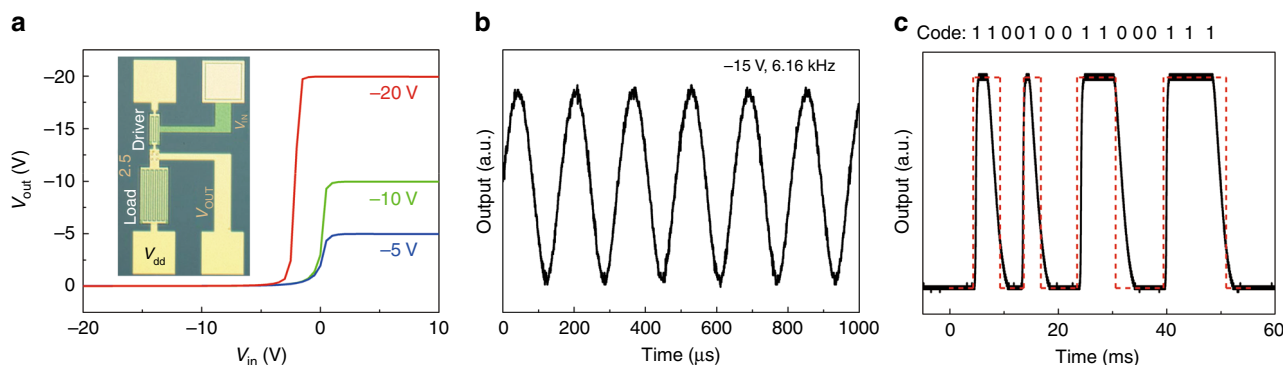 a
–20
–15
–10
–5
0
V_out (V)
–20
–10
0
10
V_in (V)
–20 V
–10 V
–5 V
Driver
Load
2.5
V_IN
V_OUT
V_dd
b
–15 V, 6.16 kHz
Output (a.u.)
0
200
400
600
800
1000
Time (μs)
c
Code: 1 1 0 0 1 0 0 1 1 0 0 0 1 1 1
Output (a.u.)
0
20
40
60
Time (ms)